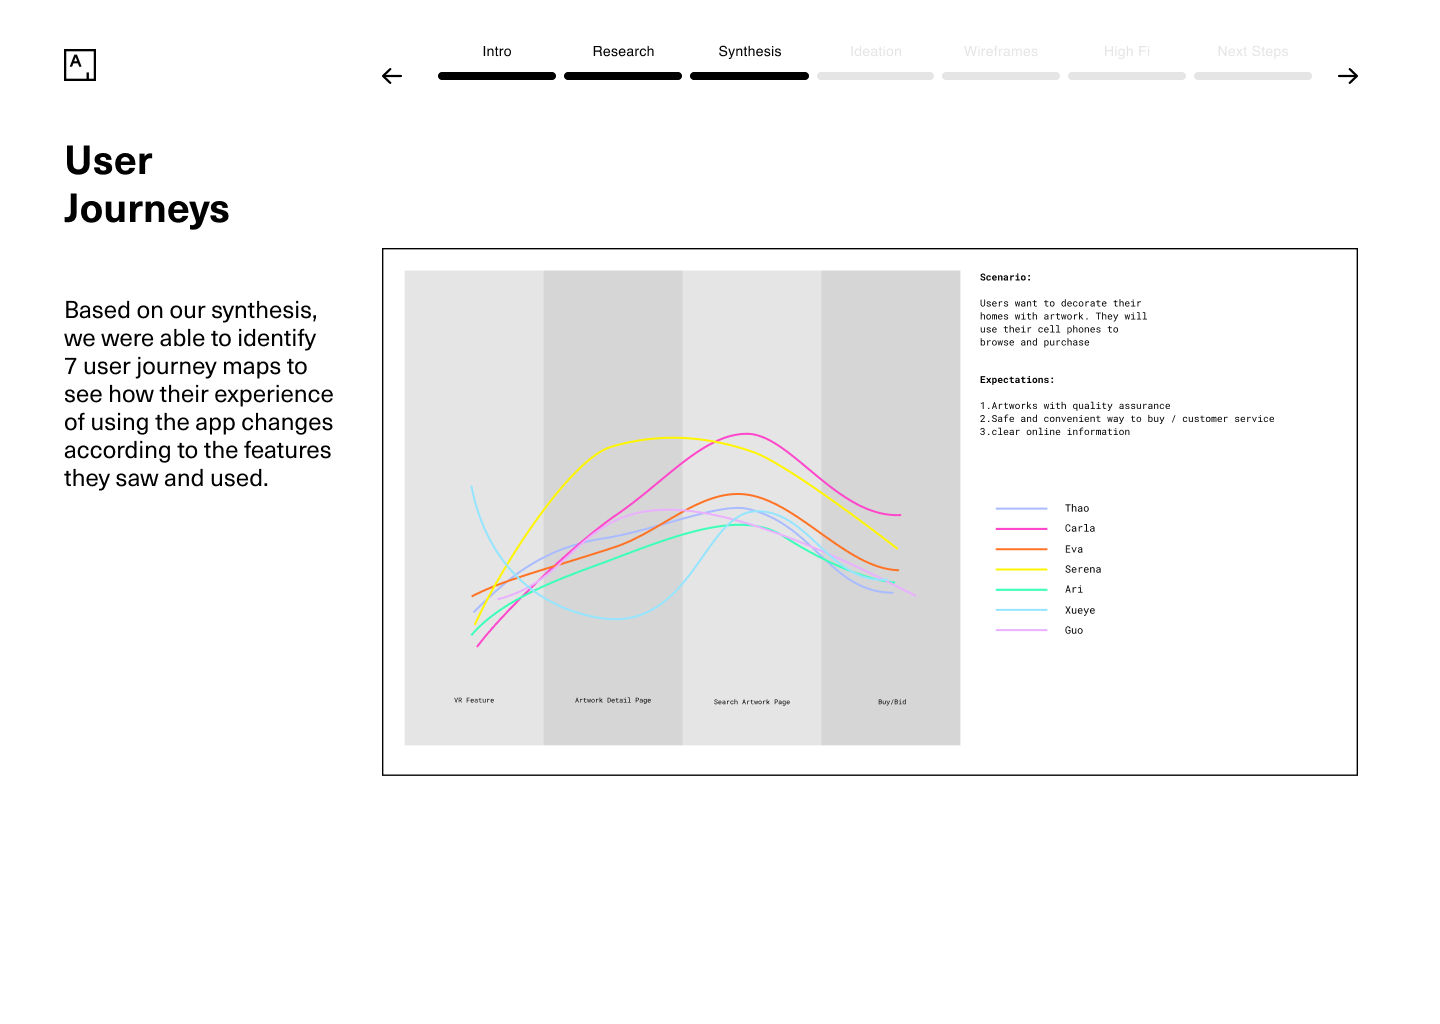 A
Intro
Research
Synthesis
Ideation
Wireframes
High Fi
Next Steps
User
Journeys
Based on our synthesis,
we were able to identify
7 user journey maps to
see how their experience
of using the app changes
according to the features
they saw and used.
VR Feature
Artwork Detail Page
Search Artwork Page
Buy/Bid
Scenario:
Users want to decorate their
homes with artwork. They will
use their cell phones to
browse and purchase
Expectations:
1.Artworks with quality assurance
2.Safe and convenient way to buy / customer service
3.clear online information
Thao
Carla
Eva
Serena
Ari
Xueye
Guo